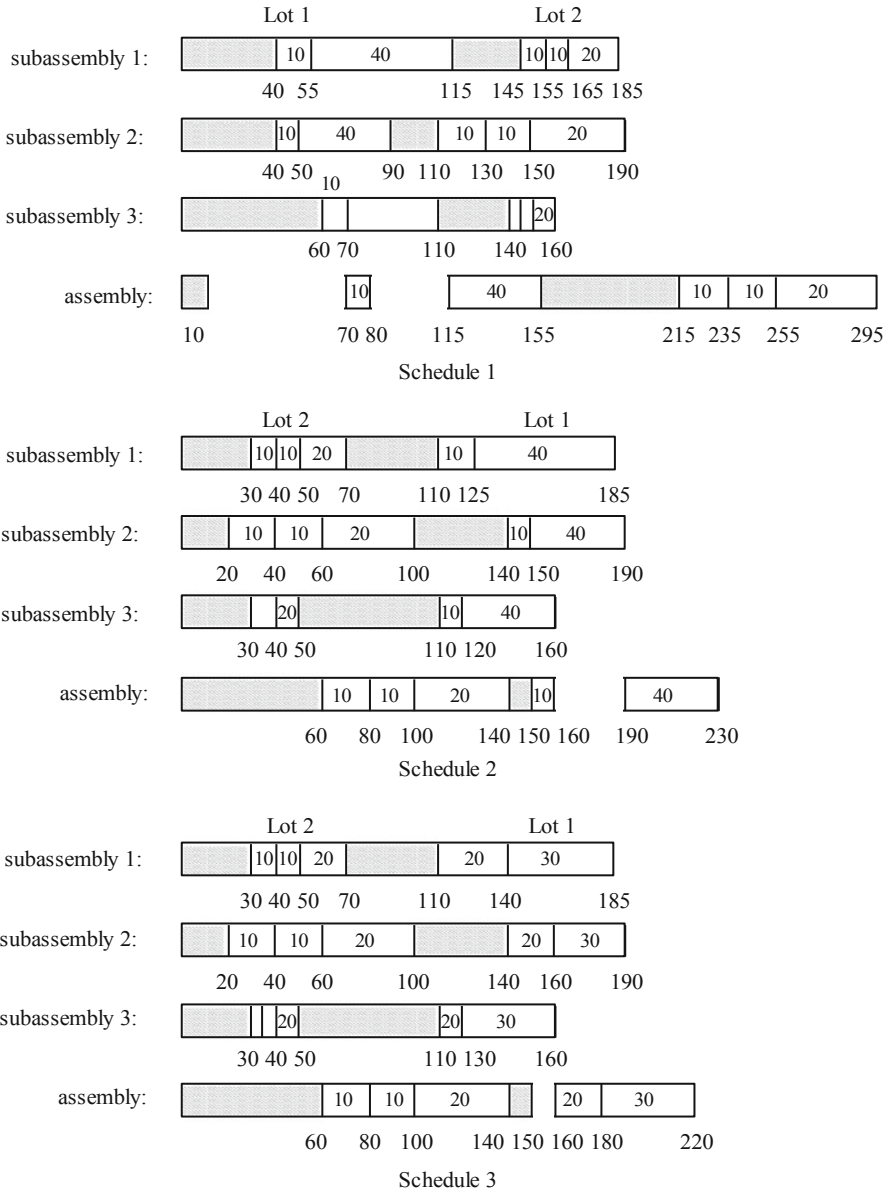 Lot 1 Lot 2
subassembly 1: 10 40 10 10 20
40 55 115 145 155 165 185
subassembly 2: 10 40 10 10 20
40 50 90 110 130 150 190
10
subassembly 3: 20
60 70 110 140 160
assembly: 10 40 10 10 20
10 70 80 115 155 215 235 255 295
Schedule 1
Lot 2 Lot 1
subassembly 1: 10 10 20 10 40
30 40 50 70 110 125 185
subassembly 2: 10 10 20 10 40
20 40 60 100 140 150 190
subassembly 3: 20 10 40
30 40 50 110 120 160
assembly: 10 10 20 10 40
60 80 100 140 150 160 190 230
Schedule 2
Lot 2 Lot 1
subassembly 1: 10 10 20 20 30
30 40 50 70 110 140 185
subassembly 2: 10 10 20 20 30
20 40 60 100 140 160 190
subassembly 3: 20 20 30
30 40 50 110 130 160
assembly: 10 10 20 20 30
60 80 100 140 150 160 180 220
Schedule 3